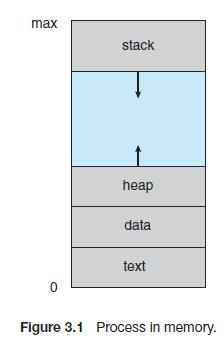 max
stack
heap
data
text
0
Figure 3.1 Process in memory.